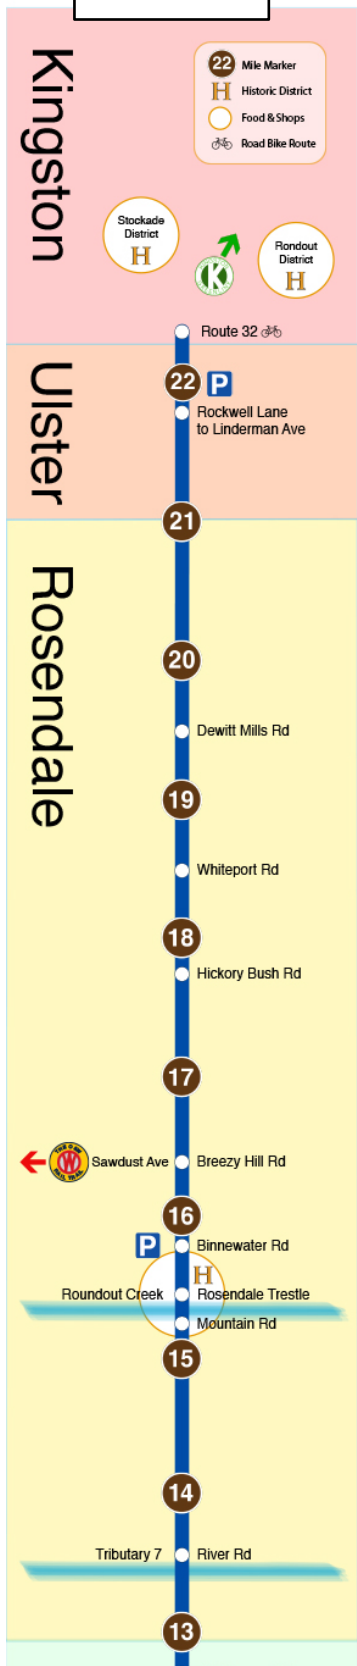 Kingston
22 Mile Marker
H Historic District
Food & Shops
Road Bike Route
Stockade
District
H
K
Rondout
District
H
Route 32
Ulster
22 P
Rockwell Lane
to Linderman Ave
21
Rosendale
20
Dewitt Mills Rd
19
Whiteport Rd
18
Hickory Bush Rd
17
W Sawdust Ave Breezy Hill Rd
16
P Binnewater Rd
H
Roundout Creek Rosendale Trestle
Mountain Rd
15
14
Tributary 7 River Rd
13